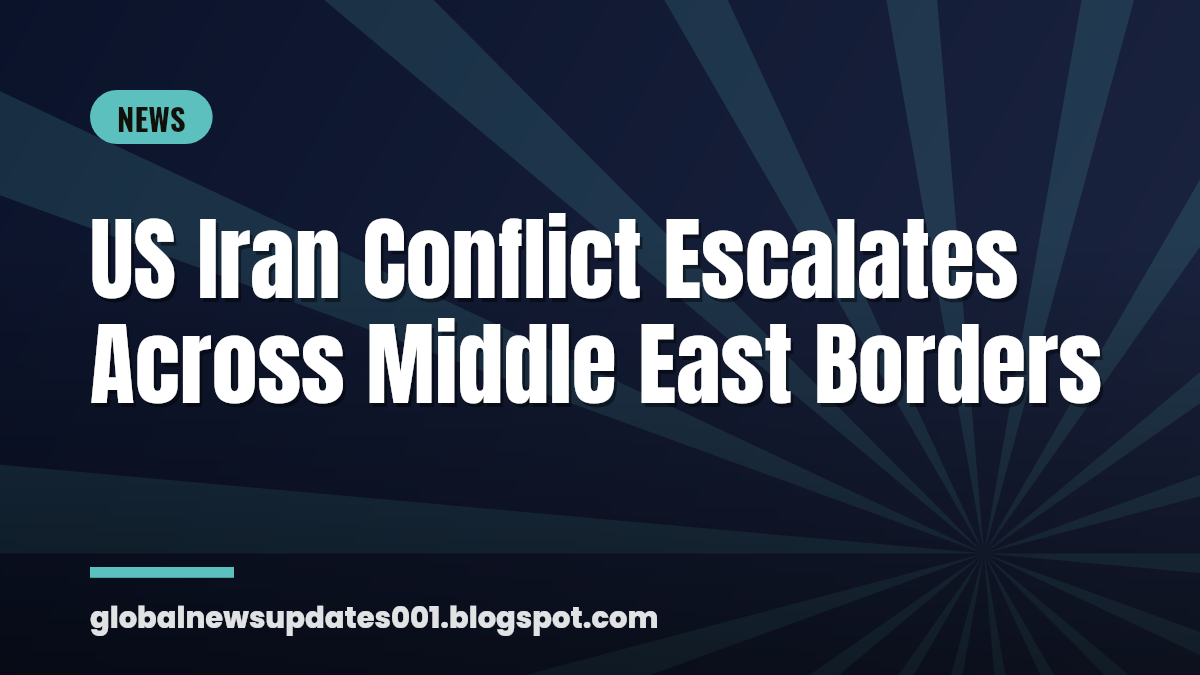 NEWS
US Iran Conflict Escalates
Across Middle East Borders
globalnewsupdates001.blogspot.com